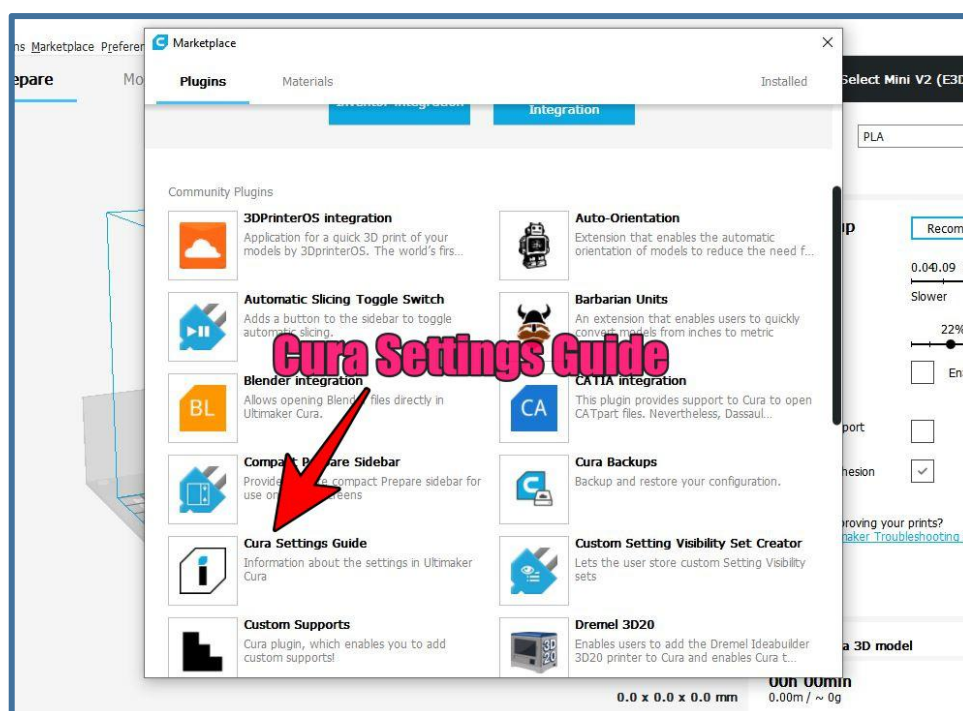 ns Marketplace Prefere
Marketplace
epare
Mo
Plugins
Materials
Installed
Select Mini V2 (E3D
Integration
PLA
Community Plugins
3DPrinterOS integration
Application for a quick 3D print of your
models by 3DprinterOS. The world's firs...
Auto-Orientation
Extension that enables the automatic
orientation of models to reduce the need f...
Automatic Slicing Toggle Switch
Adds a button to the sidebar to toggle
automatic slicing.
Barbarian Units
An extension that enables users to quickly
convert models from inches to metric
Cura Settings Guide
BL
Blender integration
Allows opening Blender files directly in
Ultimaker Cura.
CA
CATIA integration
This plugin provides support to Cura to open
CATpart files. Nevertheless, Dassaul...
Compact Prepare Sidebar
compact Prepare sidebar for
use on
Cura Backups
Backup and restore your configuration.
Cura Settings Guide
Information about the settings in Ultimaker
Cura
Custom Setting Visibility Set Creator
Lets the user store custom Setting Visibility
sets
Custom Supports
Cura plugin, which enables you to add
custom supports!
3D
20
Dremel 3D20
Enables users to add the Dremel Ideabuilder
3D20 printer to Cura and enables Cura t...
up
Recom
0.09
Slower
22%
En
port
hesion
proving your prints?
maker Troubleshooting
a 3D model
00h 00min
0.0 x 0.0 x 0.0 mm
0.00m / ~ 0g